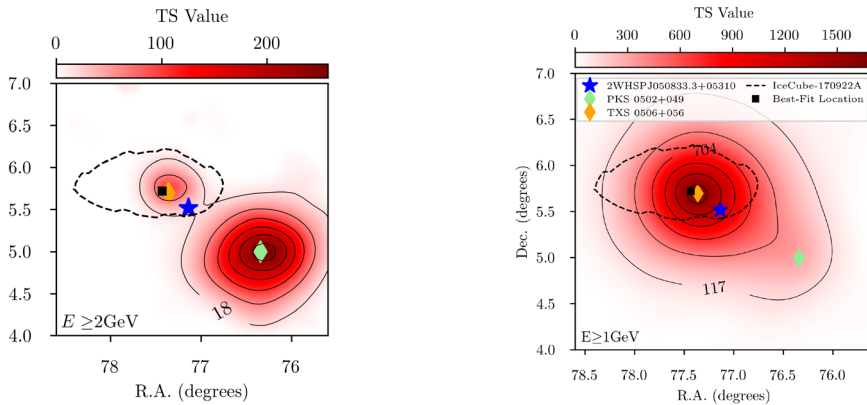 TS Value
0 100 200
7.0
6.5
6.0
5.5
5.0
4.5
4.0
18
E ≥2GeV
78 77 76
R.A. (degrees)
TS Value
0 300 600 900 1200 1500
7.0
6.5
6.0
5.5
5.0
4.5
4.0
Dec. (degrees)
2WHSPJ050833.3+05310
PKS 0502+049
TXS 0506+056
IceCube-170922A
Best-Fit Location
704
117
E≥1GeV
78.5 78.0 77.5 77.0 76.5 76.0
R.A. (degrees)